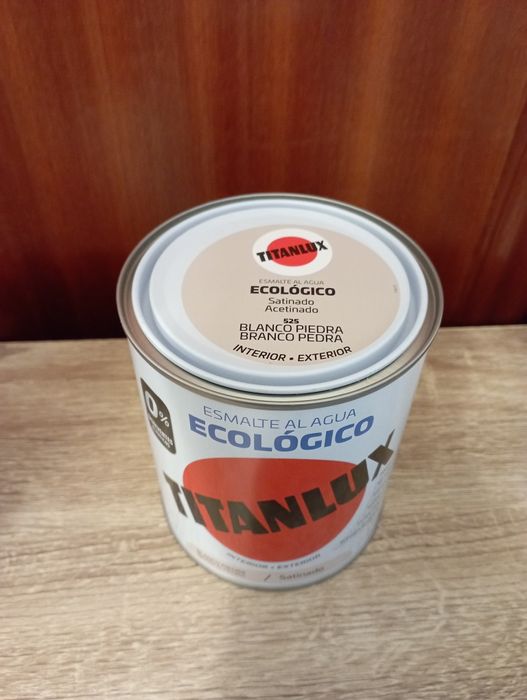 TITANLUX
ESMALTE AL AGUA
ECOLÓGICO
Satinado
Acetinado
525
BLANCO PIEDRA
BRANCO PEDRA
INTERIOR • EXTERIOR
0%
ESMALTE AL AGUA
ECOLÓGICO
TITANLUX
INTERIOR • EXTERIOR
/ Satinado